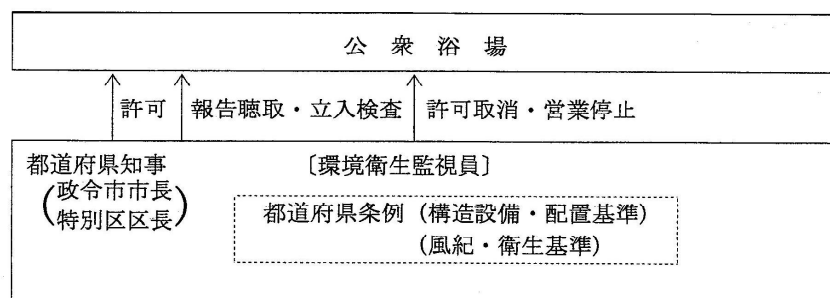 公衆浴場
許可 報告聴取・立入検査 許可取消・営業停止
都道府県知事 〔環境衛生監視員〕
(政令市市長
特別区区長)
都道府県条例(構造設備・配置基準)
(風紀・衛生基準)